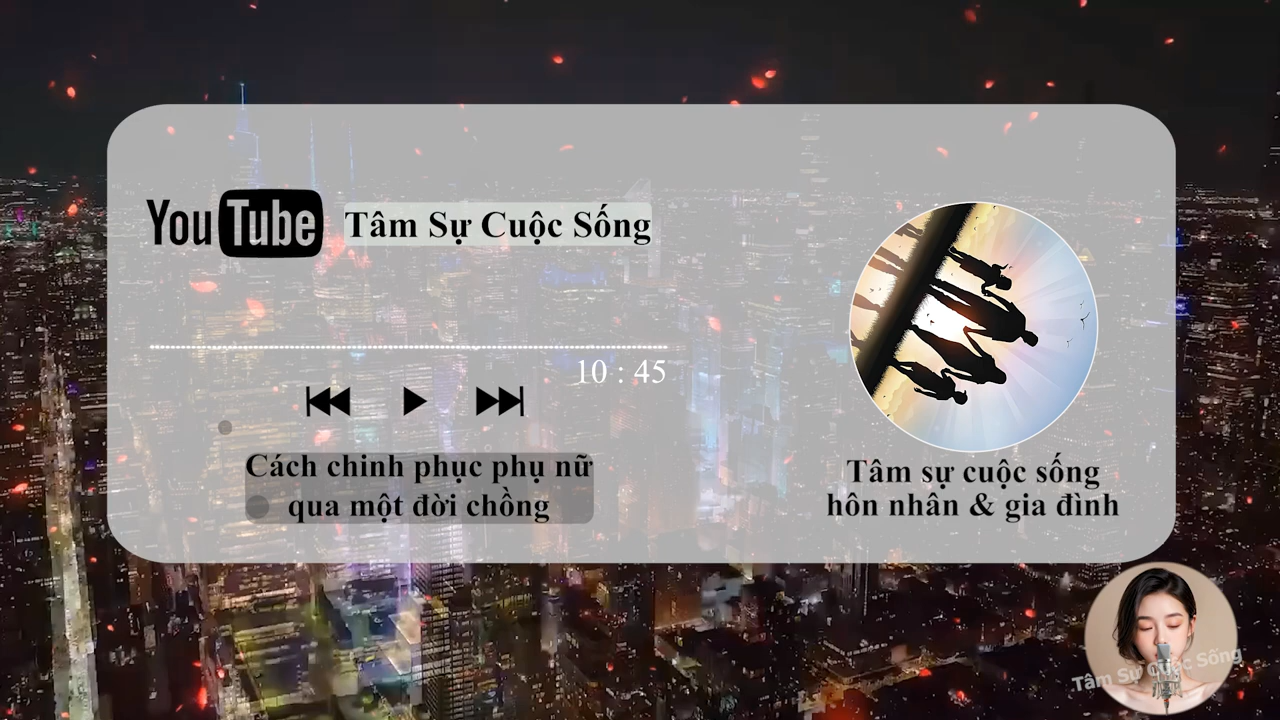 YouTube
Tâm Sự Cuộc Sống
10 : 45
Cách chinh phục phụ nữ
qua một đời chồng
Tâm sự cuộc sống
hôn nhân & gia đình
Tâm Sự Cuộc Sống